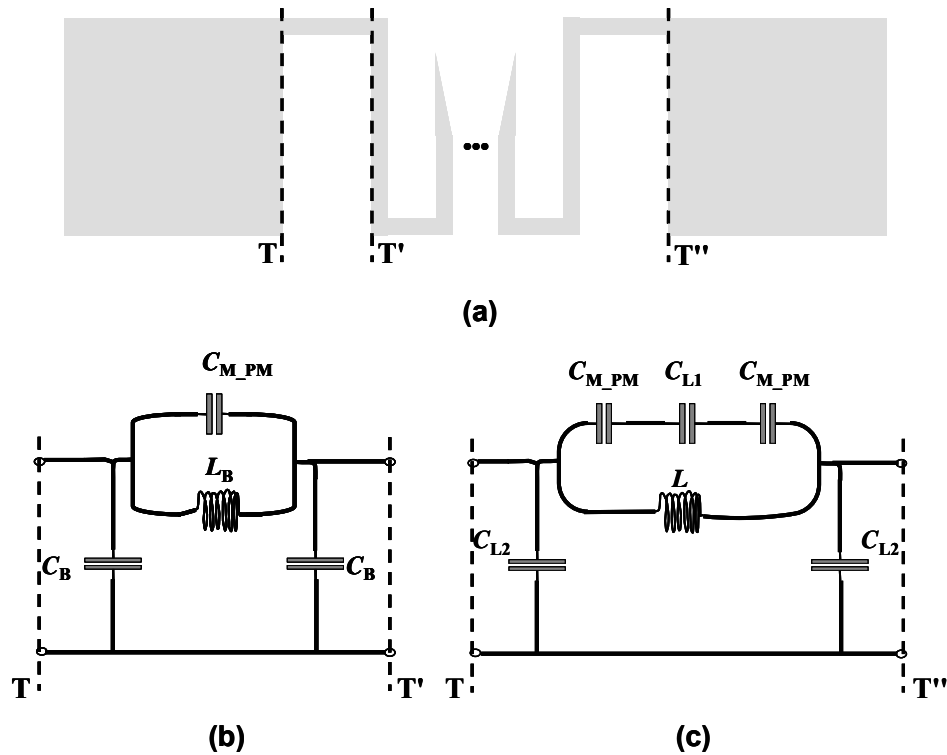 •••
T T' T''
(a)
C_M_PM
L_B
C_B C_B
T T'
(b)
C_M_PM C_L1 C_M_PM
L
C_L2 C_L2
T T''
(c)